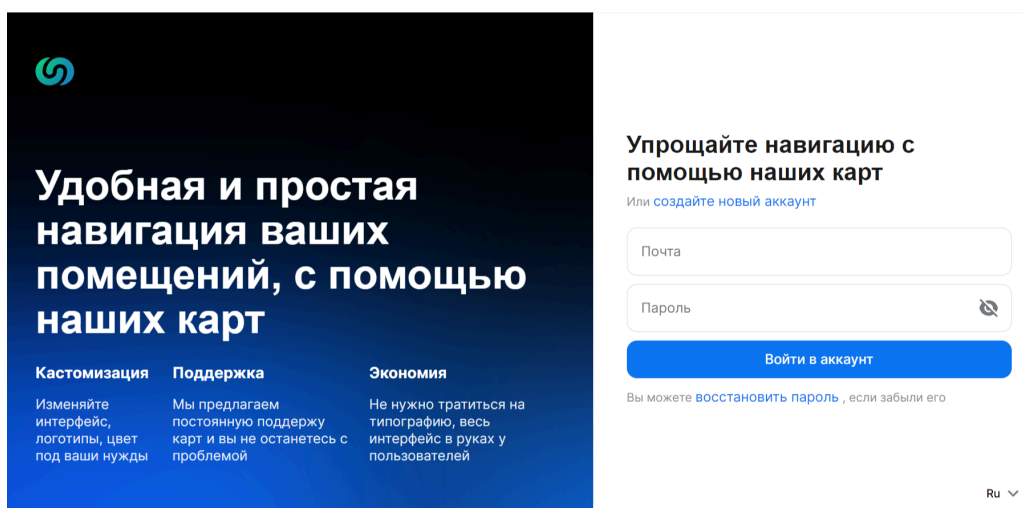 Удобная и простая
навигация ваших
помещений, с помощью
наших карт
Кастомизация
Изменяйте
интерфейс,
логотипы, цвет
под ваши нужды
Поддержка
Мы предлагаем
постоянную поддержку
карт и вы не останетесь с
проблемой
Экономия
Не нужно тратиться на
типографию, весь
интерфейс в руках у
пользователей
Упрощайте навигацию с
помощью наших карт
Или создайте новый аккаунт
Почта
Пароль
Войти в аккаунт
Вы можете восстановить пароль , если забыли его
Ru